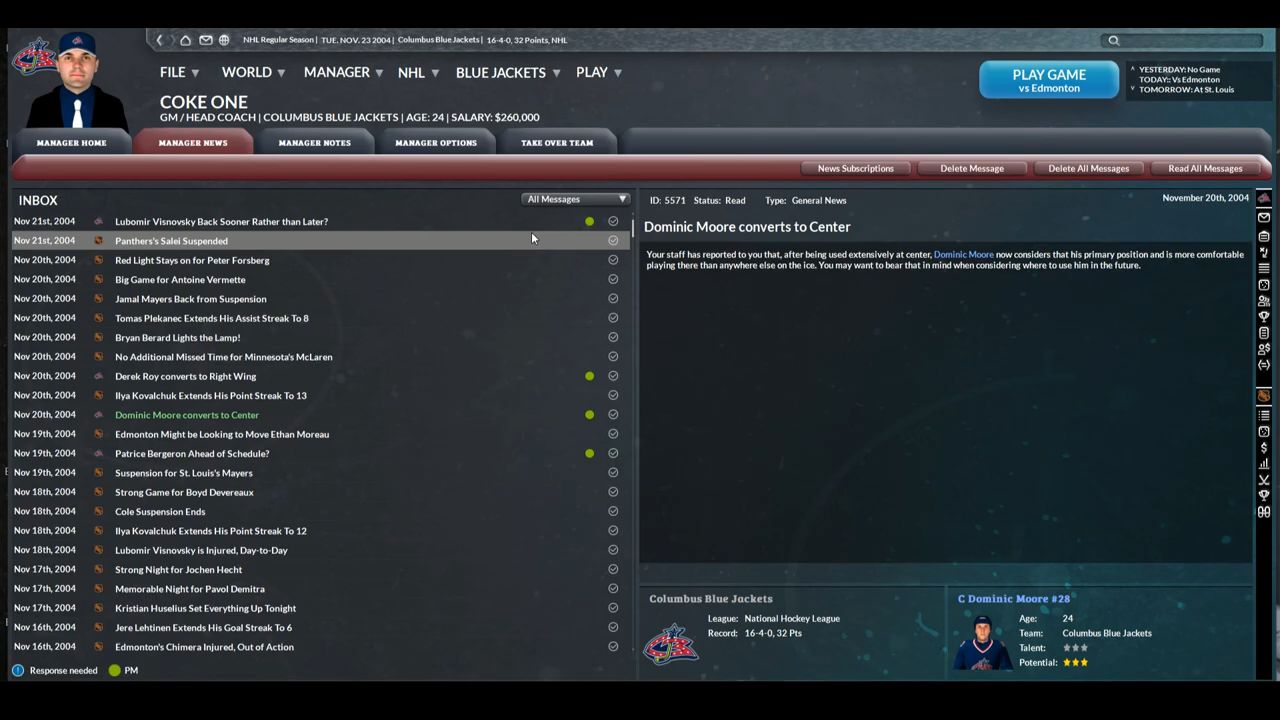 NHL Regular Season | TUE. NOV. 23 2004 | Columbus Blue Jackets | 16-4-0, 32 Points, NHL
FILE WORLD MANAGER NHL BLUE JACKETS PLAY
PLAY GAME
vs Edmonton
YESTERDAY: No Game
TODAY:: Vs Edmonton
TOMORROW: At St. Louis
COKE ONE
GM / HEAD COACH | COLUMBUS BLUE JACKETS | AGE: 24 | SALARY: $260,000
MANAGER HOME MANAGER NEWS MANAGER NOTES MANAGER OPTIONS TAKE OVER TEAM
News Subscriptions Delete Message Delete All Messages Read All Messages
INBOX All Messages
Nov 21st, 2004 Lubomir Visnovsky Back Sooner Rather than Later?
Nov 21st, 2004 Panthers's Salei Suspended
Nov 20th, 2004 Red Light Stays on for Peter Forsberg
Nov 20th, 2004 Big Game for Antoine Vermette
Nov 20th, 2004 Jamal Mayers Back from Suspension
Nov 20th, 2004 Tomas Plekanec Extends His Assist Streak To 8
Nov 20th, 2004 Bryan Berard Lights the Lamp!
Nov 20th, 2004 No Additional Missed Time for Minnesota's McLaren
Nov 20th, 2004 Derek Roy converts to Right Wing
Nov 20th, 2004 Ilya Kovalchuk Extends His Point Streak To 13
Nov 20th, 2004 Dominic Moore converts to Center
Nov 19th, 2004 Edmonton Might be Looking to Move Ethan Moreau
Nov 19th, 2004 Patrice Bergeron Ahead of Schedule?
Nov 19th, 2004 Suspension for St. Louis's Mayers
Nov 18th, 2004 Strong Game for Boyd Devereaux
Nov 18th, 2004 Cole Suspension Ends
Nov 18th, 2004 Ilya Kovalchuk Extends His Point Streak To 12
Nov 18th, 2004 Lubomir Visnovsky is Injured, Day-to-Day
Nov 17th, 2004 Strong Night for Jochen Hecht
Nov 17th, 2004 Memorable Night for Pavol Demitra
Nov 17th, 2004 Kristian Huselius Set Everything Up Tonight
Nov 16th, 2004 Jere Lehtinen Extends His Goal Streak To 6
Nov 16th, 2004 Edmonton's Chimera Injured, Out of Action
Response needed PM
ID: 5571 Status: Read Type: General News November 20th, 2004
Dominic Moore converts to Center
Your staff has reported to you that, after being used extensively at center, Dominic Moore now considers that his primary position and is more comfortable
playing there than anywhere else on the ice. You may want to bear that in mind when considering where to use him in the future.
Columbus Blue Jackets
League: National Hockey League
Record: 16-4-0, 32 Pts
C Dominic Moore #28
Age: 24
Team: Columbus Blue Jackets
Talent:
Potential: